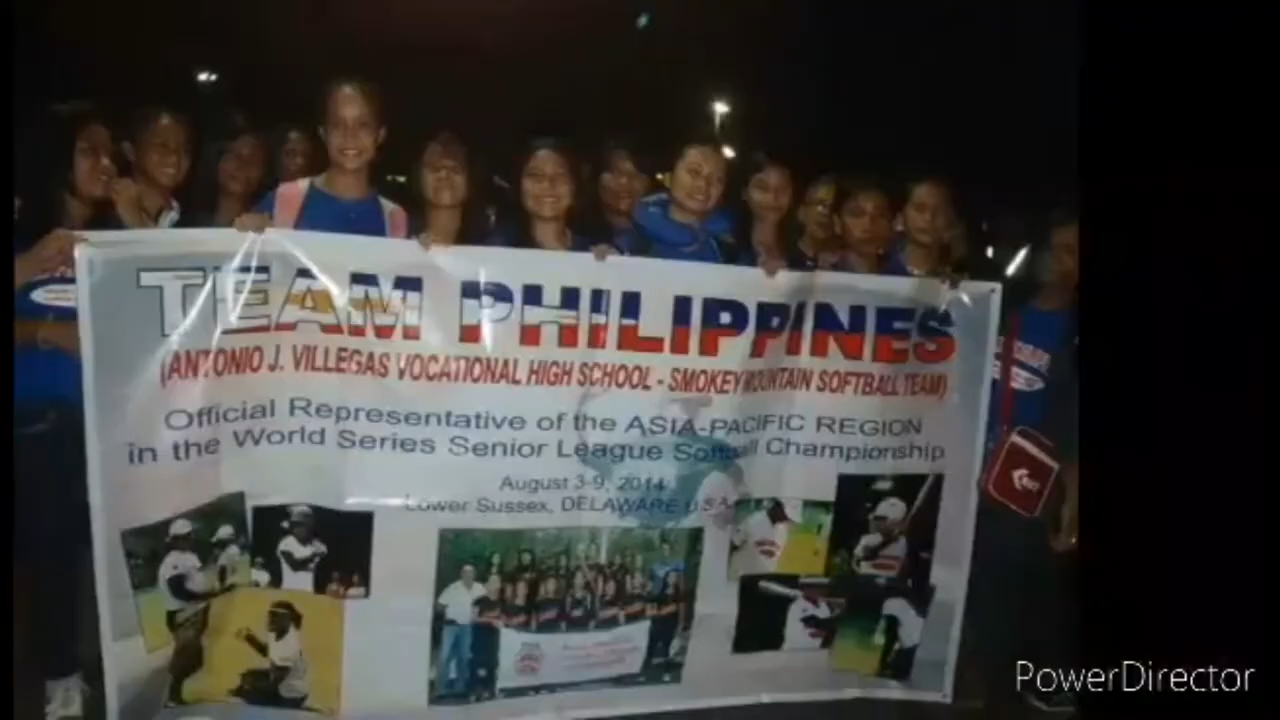 TEAM PHILIPPINES
(ANTONIO J. VILLEGAS VOCATIONAL HIGH SCHOOL - SMOKEY MOUNTAIN SOFTBALL TEAM)
Official Representative of the ASIA-PACIFIC REGION
in the World Series Senior League Softball Championship
August 3-9, 2014
Lower Sussex, DELAWARE U.S.A
PowerDirector